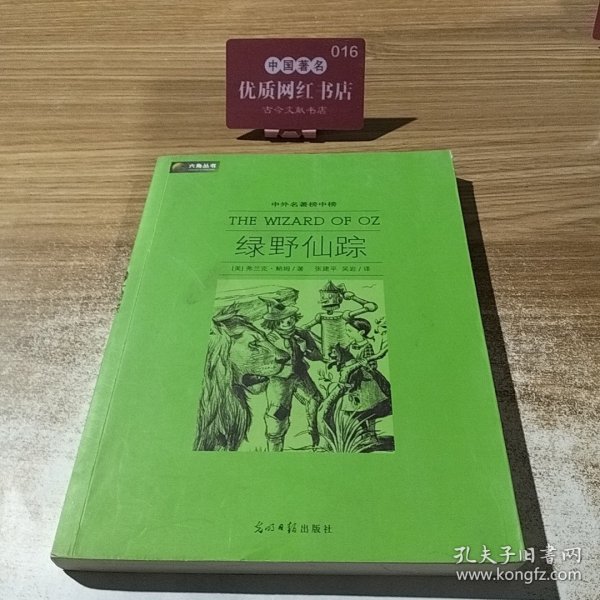 016
中国著名
优质网红书店
古今文献书店
六角丛书
中外名著榜中榜
THE WIZARD OF OZ
绿野仙踪
[美]弗兰克·鲍姆/著 张建平 吴岩/译
光明日报出版社
孔夫子旧书网
www.kongfz.com